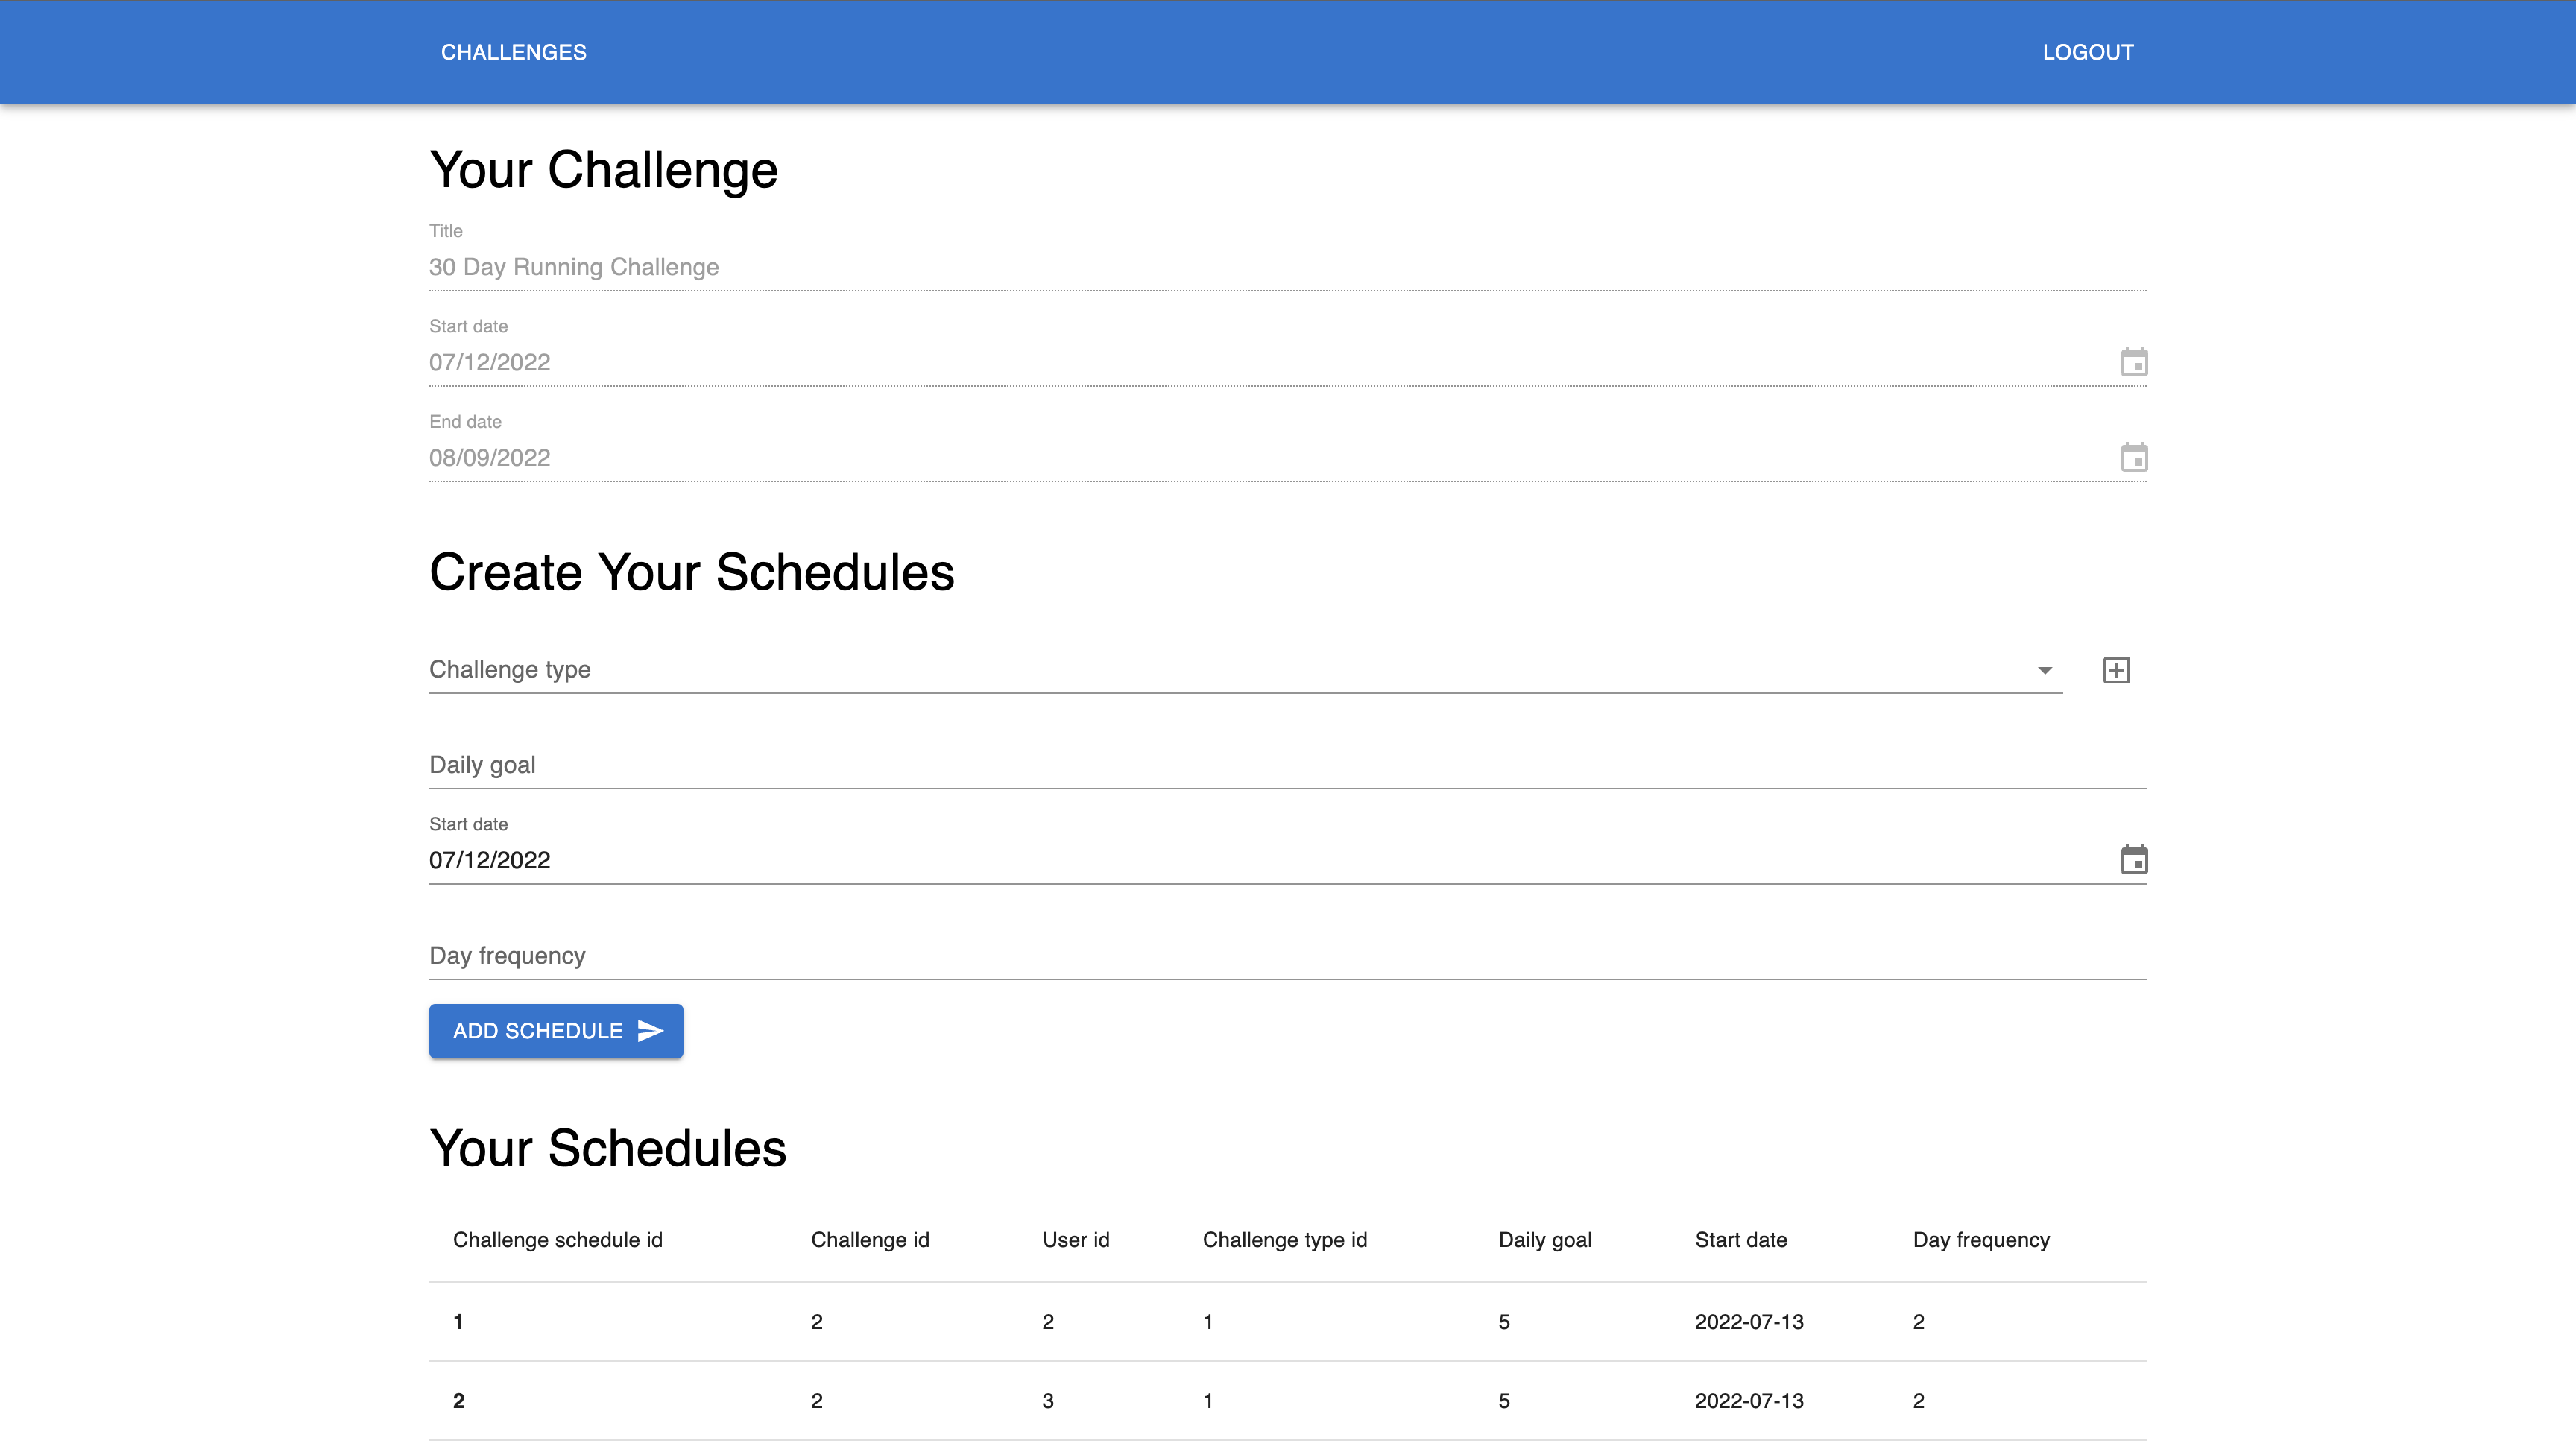 CHALLENGES LOGOUT
Your Challenge
Title
30 Day Running Challenge
Start date
07/12/2022
End date
08/09/2022
Create Your Schedules
Challenge type
Daily goal
Start date
07/12/2022
Day frequency
ADD SCHEDULE
Your Schedules
Challenge schedule id Challenge id User id Challenge type id Daily goal Start date Day frequency
1 2 2 1 5 2022-07-13 2
2 2 3 1 5 2022-07-13 2